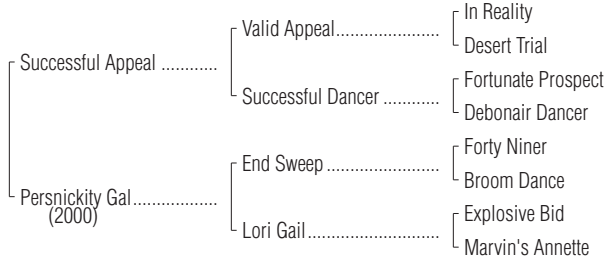 In Reality
Valid Appeal....................
Desert Trial
Successful Appeal ............
Fortunate Prospect
Successful Dancer ............
Debonair Dancer
Forty Niner
End Sweep ......................
Broom Dance
Persnickity Gal..................
(2000)
Explosive Bid
Lori Gail..........................
Marvin's Annette